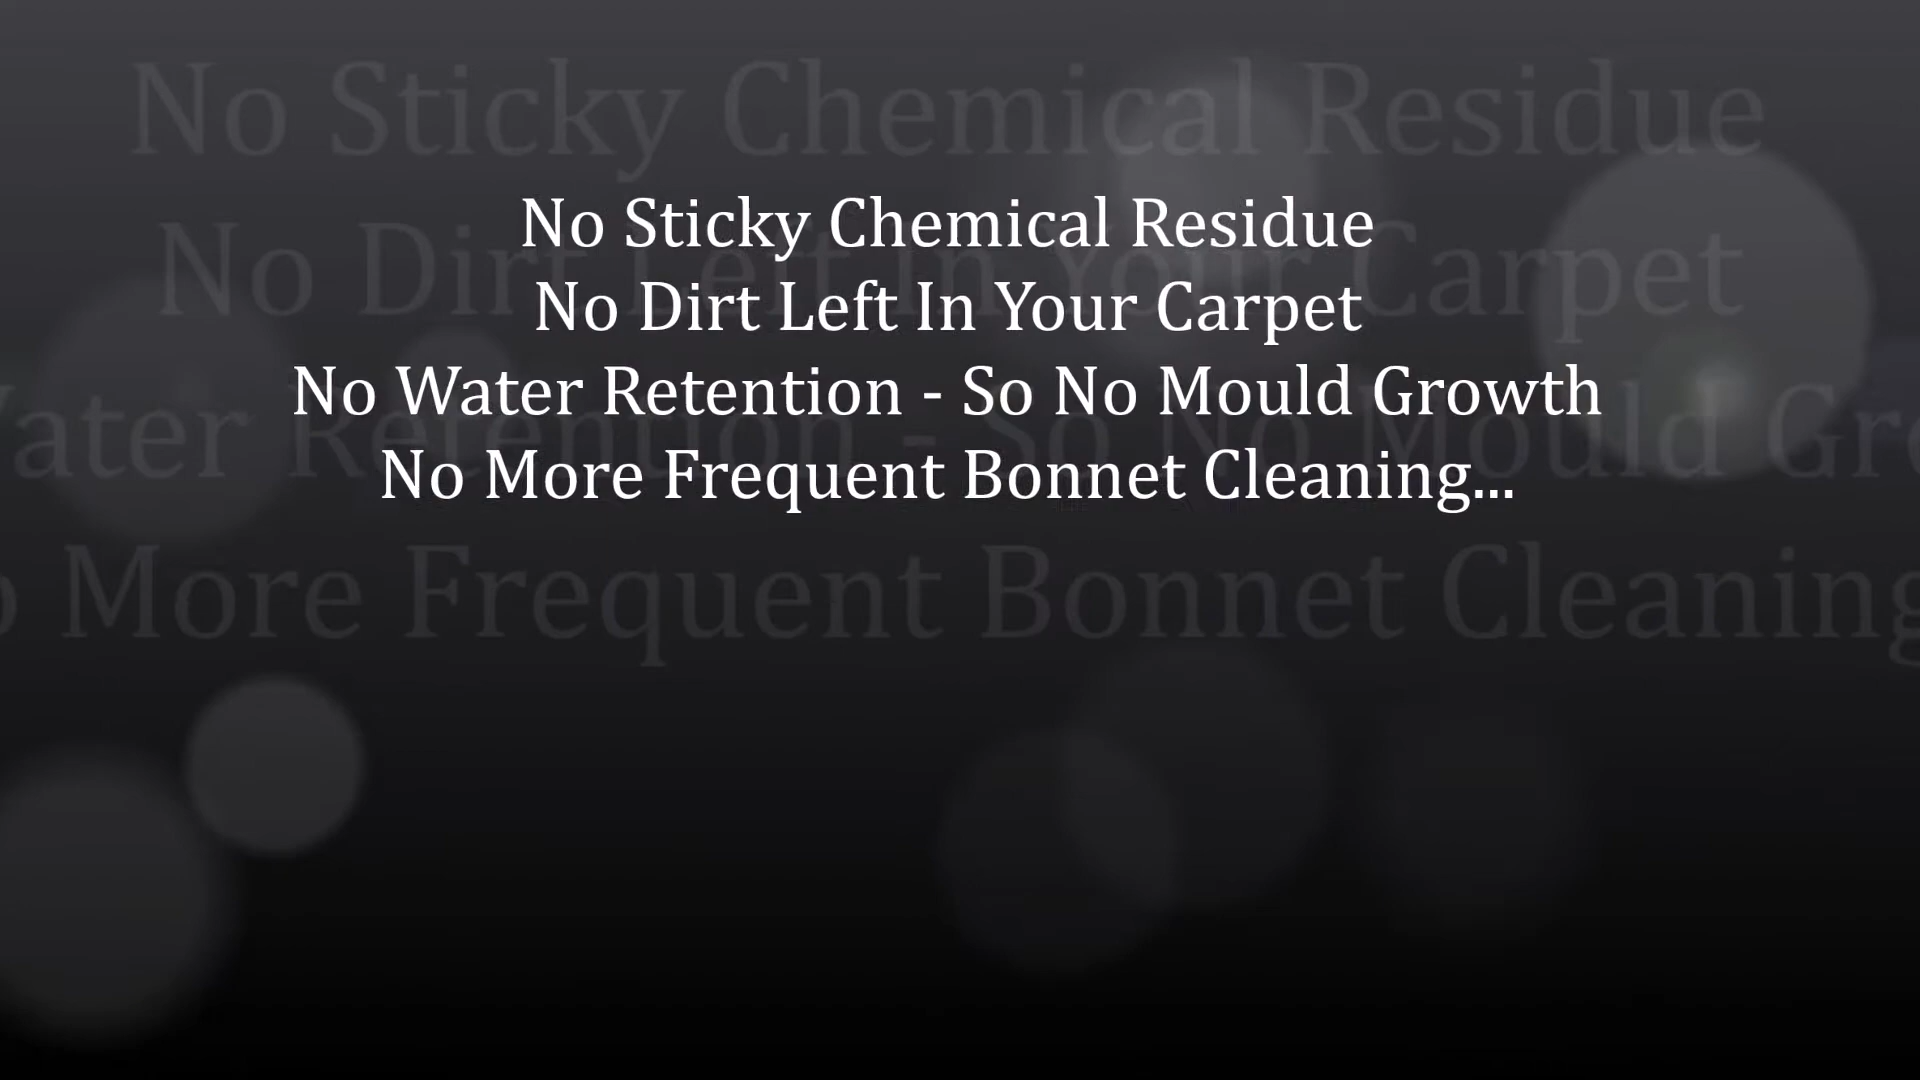 No Sticky Chemical Residue
No Dirt Left In Your Carpet
No Water Retention - So No Mould Growth
No More Frequent Bonnet Cleaning...